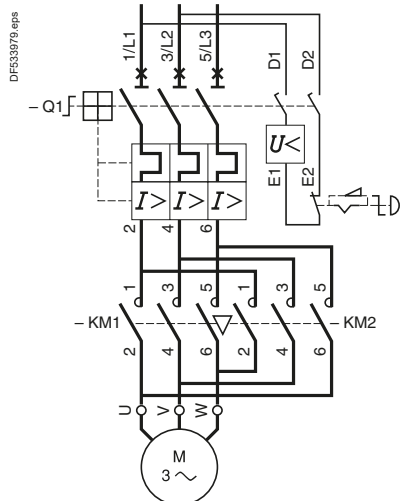 DF533979.eps
1/L1 3/L2 5/L3 D1 D2
– Q1
U<
E1 E2
I> I> I>
2 4 6
1 3 5 1 3 5
– KM1 – KM2
2 4 6 2 4 6
U V W
M
3 ~